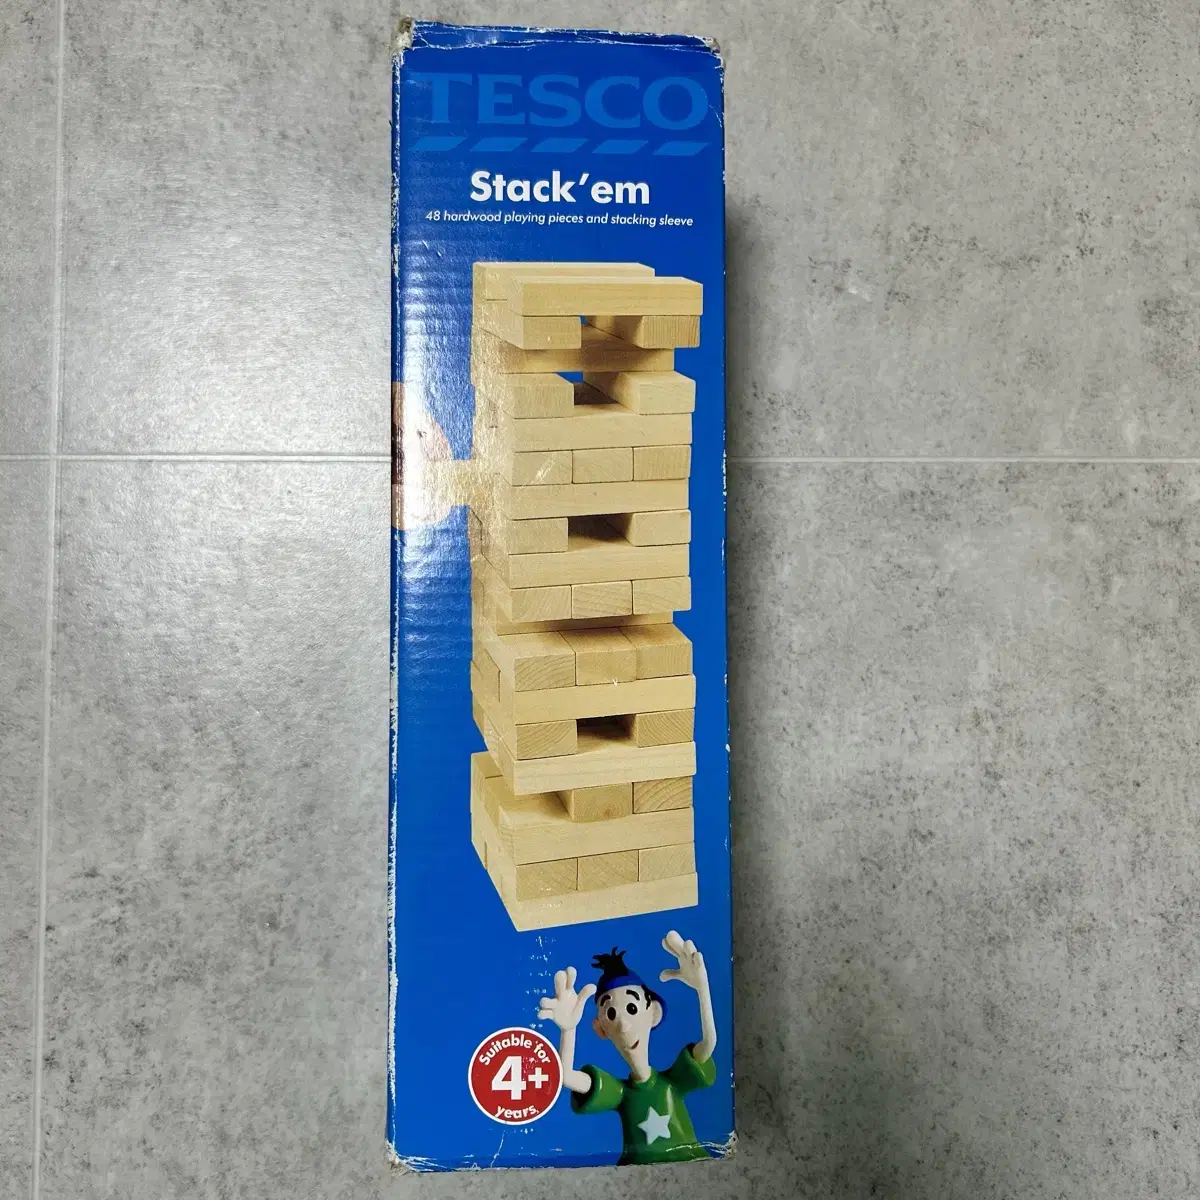 TESCO
Stack'em
48 hardwood playing pieces and stacking sleeve
Suitable for
4+
years.